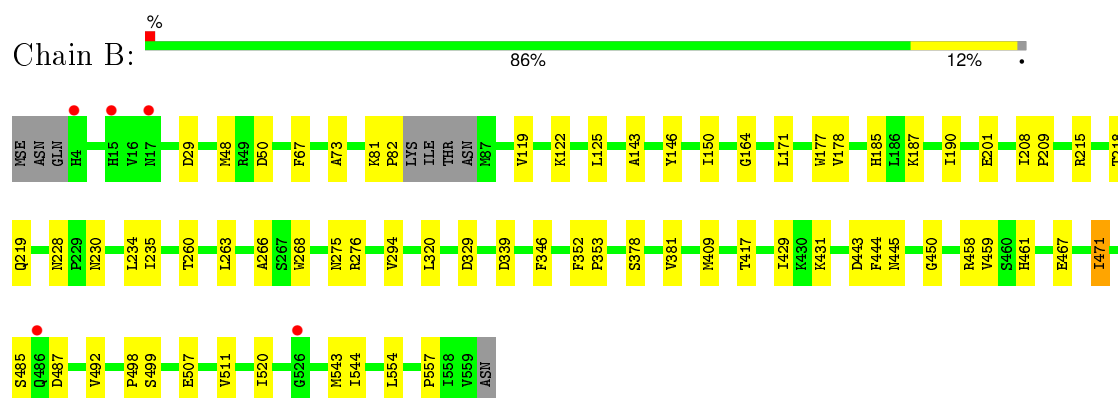 %
Chain B:
86% 12% •
MSE ASN GLN H4 H15 V16 N17 D29 M48 R49 D50 F67 A73 K81 P82 LYS ILE THR ASN M87 V119 K122 L125 A143 Y146 I150 G164 L171 W177 V178 H185 L186 K187 I190 E201 I208 P209 R215 T218
Q219 N228 P229 N230 L234 I235 T260 L263 A266 S267 W268 N275 R276 V294 L320 D329 D339 F346 F352 P353 S378 V381 M409 T417 I429 K430 K431 D443 F444 N445 G450 R458 V459 S460 H461 E467 I471
S485 Q486 D487 V492 P498 S499 E507 V511 I520 G526 M543 I544 L554 P557 I558 V559 ASN